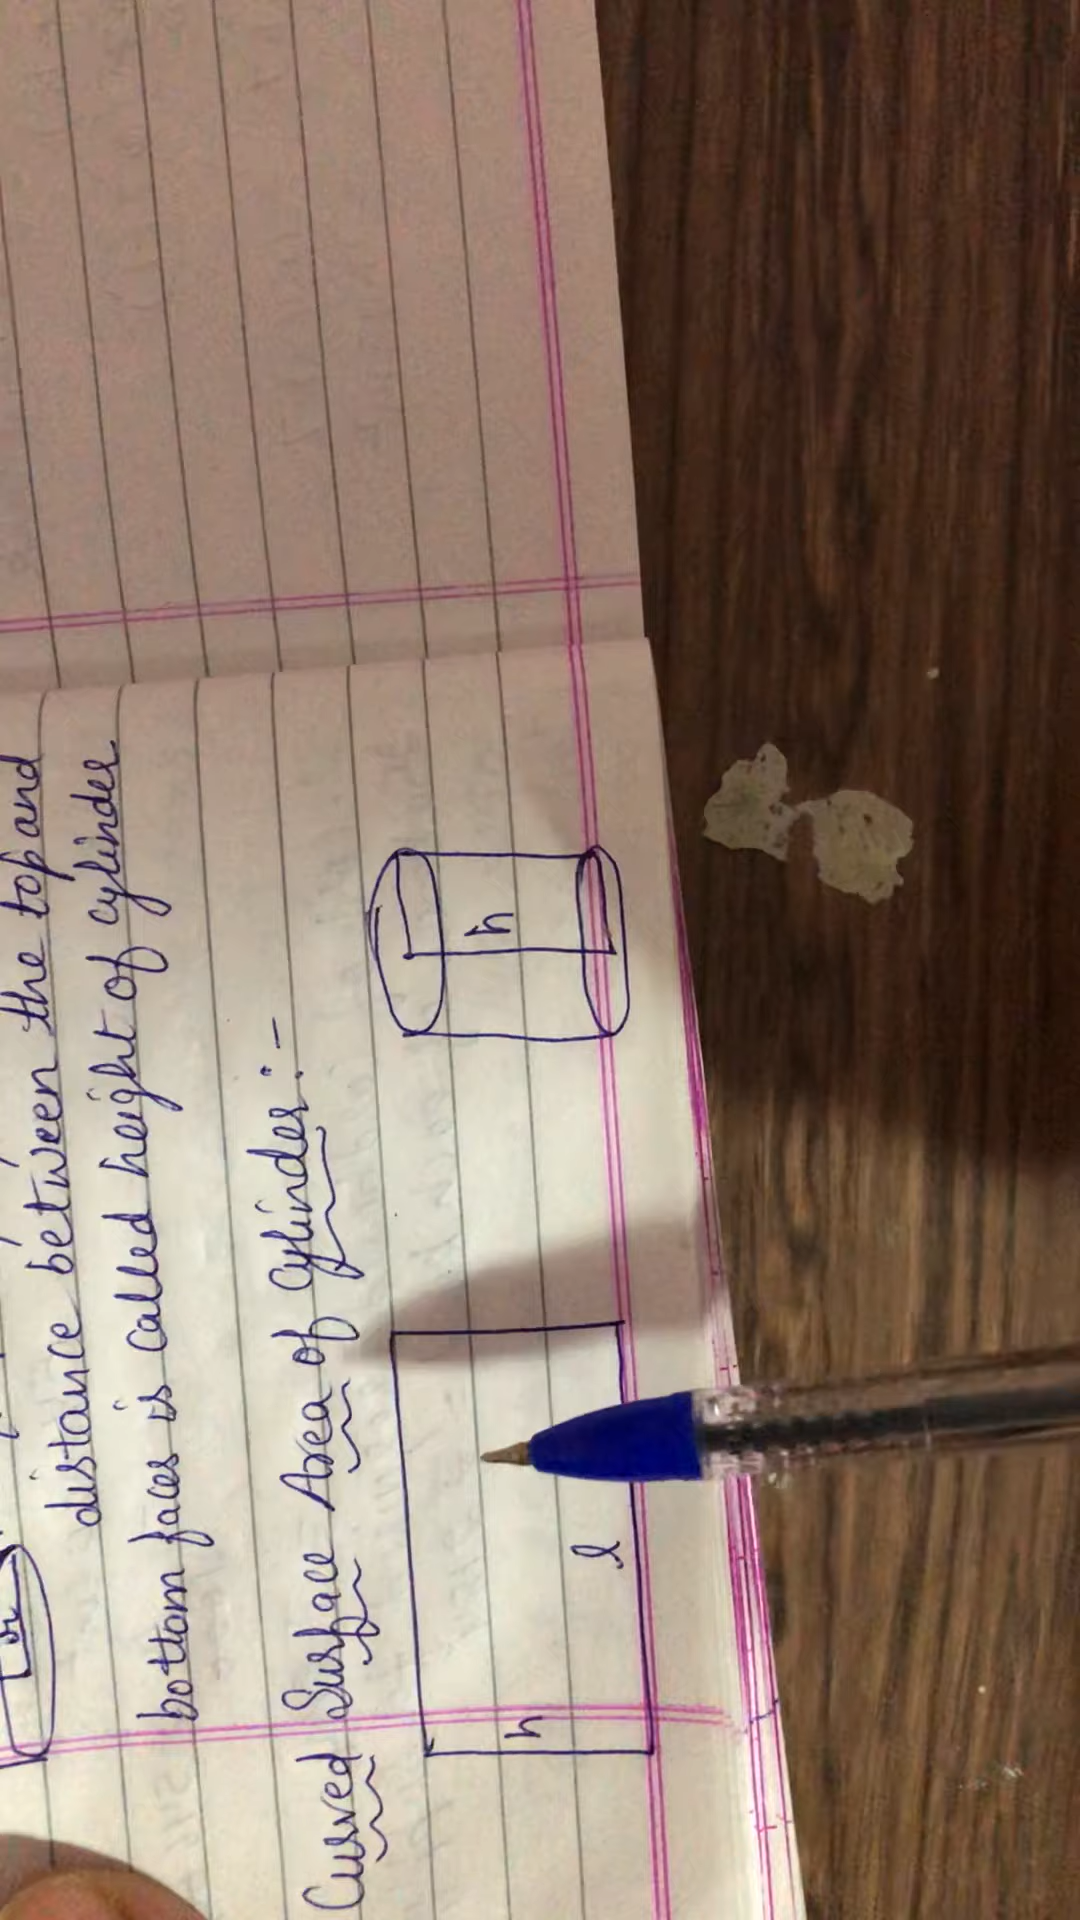 distance between the top and
bottom faces is called height of cylinder
Curved Surface Area of Cylinder:-
h
l
h